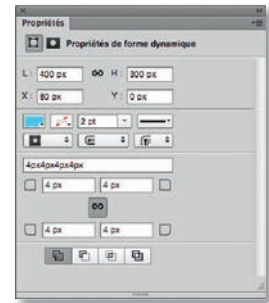 Propriétés
Propriétés de forme dynamique
L : 400 px H : 300 px
X : 80 px Y : 0 px
2 pt
4px4px4px4px
4 px 4 px
4 px 4 px